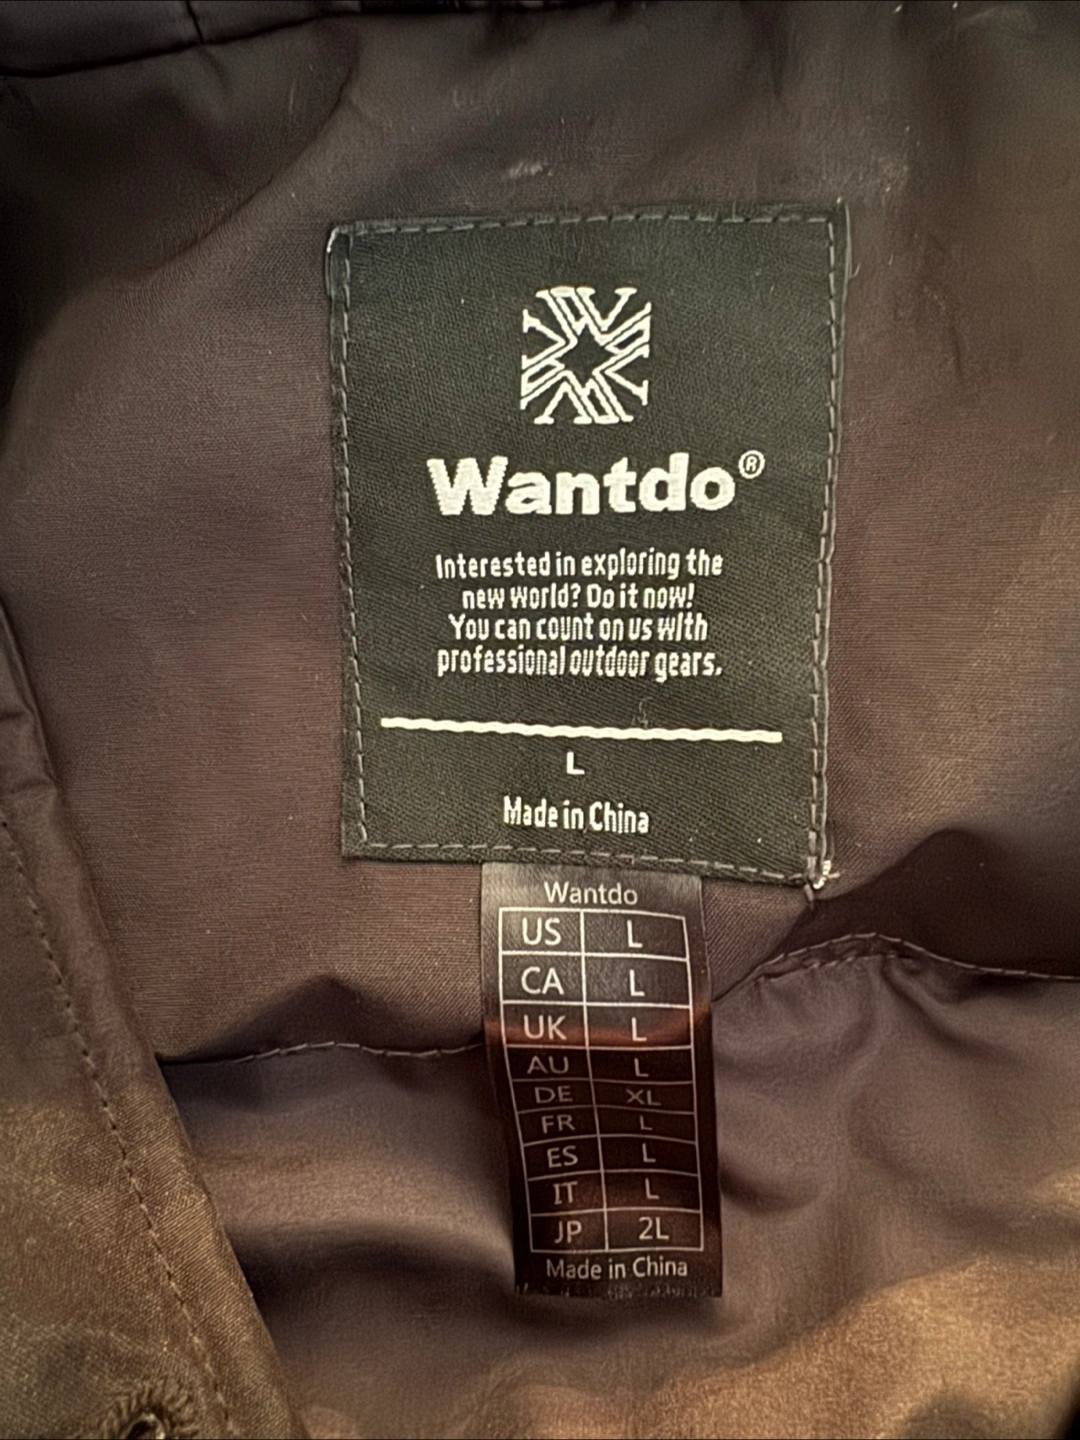 Wantdo®
Interested in exploring the
new world? Do it now!
You can count on us with
professional outdoor gears.
L
Made in China
Wantdo
US L
CA L
UK L
AU L
DE XL
FR L
ES L
IT L
JP 2L
Made in China